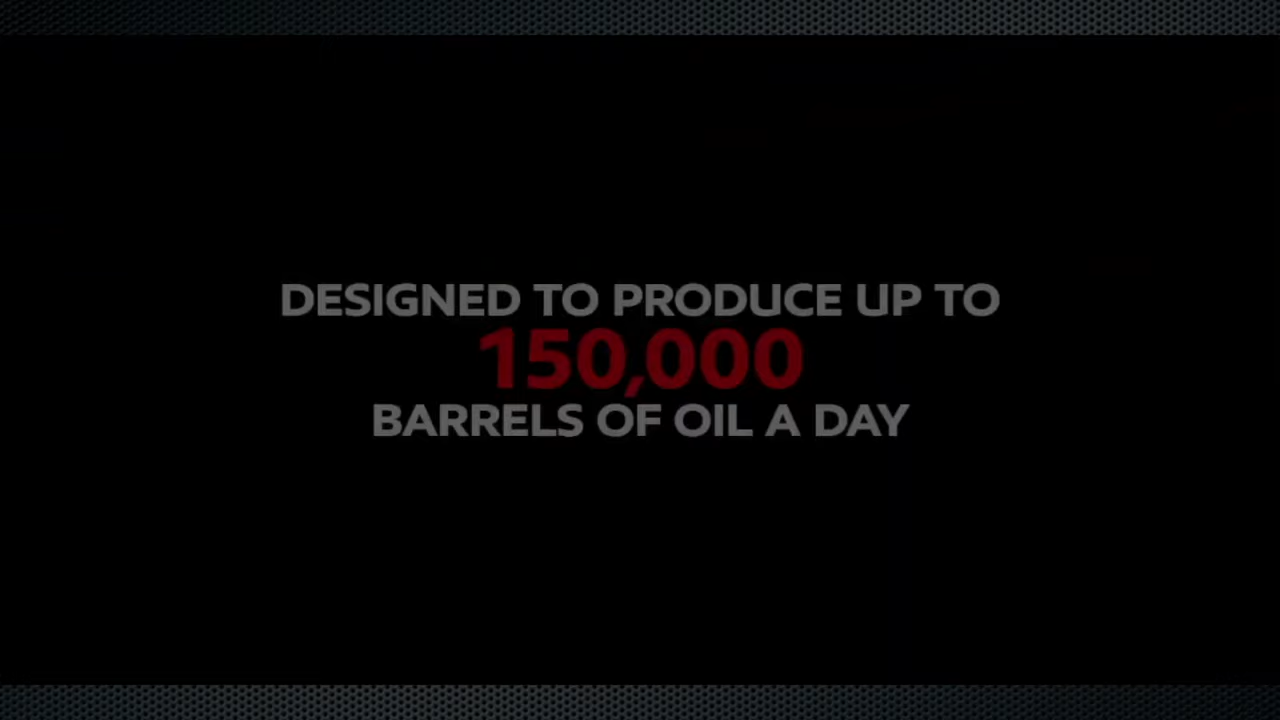 DESIGNED TO PRODUCE UP TO
150,000
BARRELS OF OIL A DAY